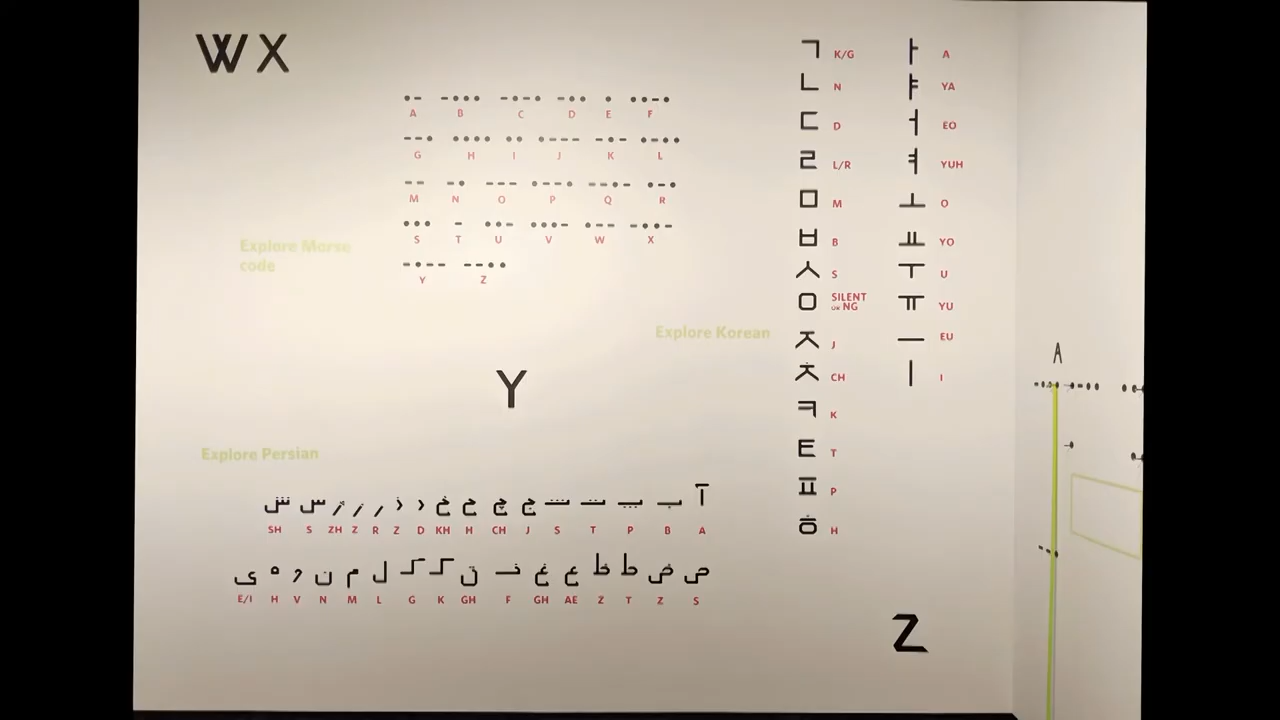 W X
•– –••• –•–• –•• • ••–•
A B C D E F
––• •••• •• •––– –•– •–••
G H I J K L
–– –• ––– •––• ––•– •–•
M N O P Q R
••• – ••– •••– •–– –••–
S T U V W X
–•–– ––••
Y Z
Explore Morse
code
Explore Korean
ㄱ K/G
ㄴ N
ㄷ D
ㄹ L/R
ㅁ M
ㅂ B
ㅅ S
ㅇ SILENT
OR NG
ㅈ J
ㅊ CH
ㅋ K
ㅌ T
ㅍ P
ㅎ H
ㅏ A
ㅑ YA
ㅓ EO
ㅕ YUH
ㅗ O
ㅛ YO
ㅜ U
ㅠ YU
ㅡ EU
ㅣ I
Y
Explore Persian
آ ب پ ت ث ج چ ح خ د ذ ر ز ژ س ش
SH S ZH Z R Z D KH H CH J S T P B A
ص ض ط ظ ع غ ف ق ک گ ل م ن و ه ی
E/I H V N M L G K GH F GH AE Z T Z S
Z
A